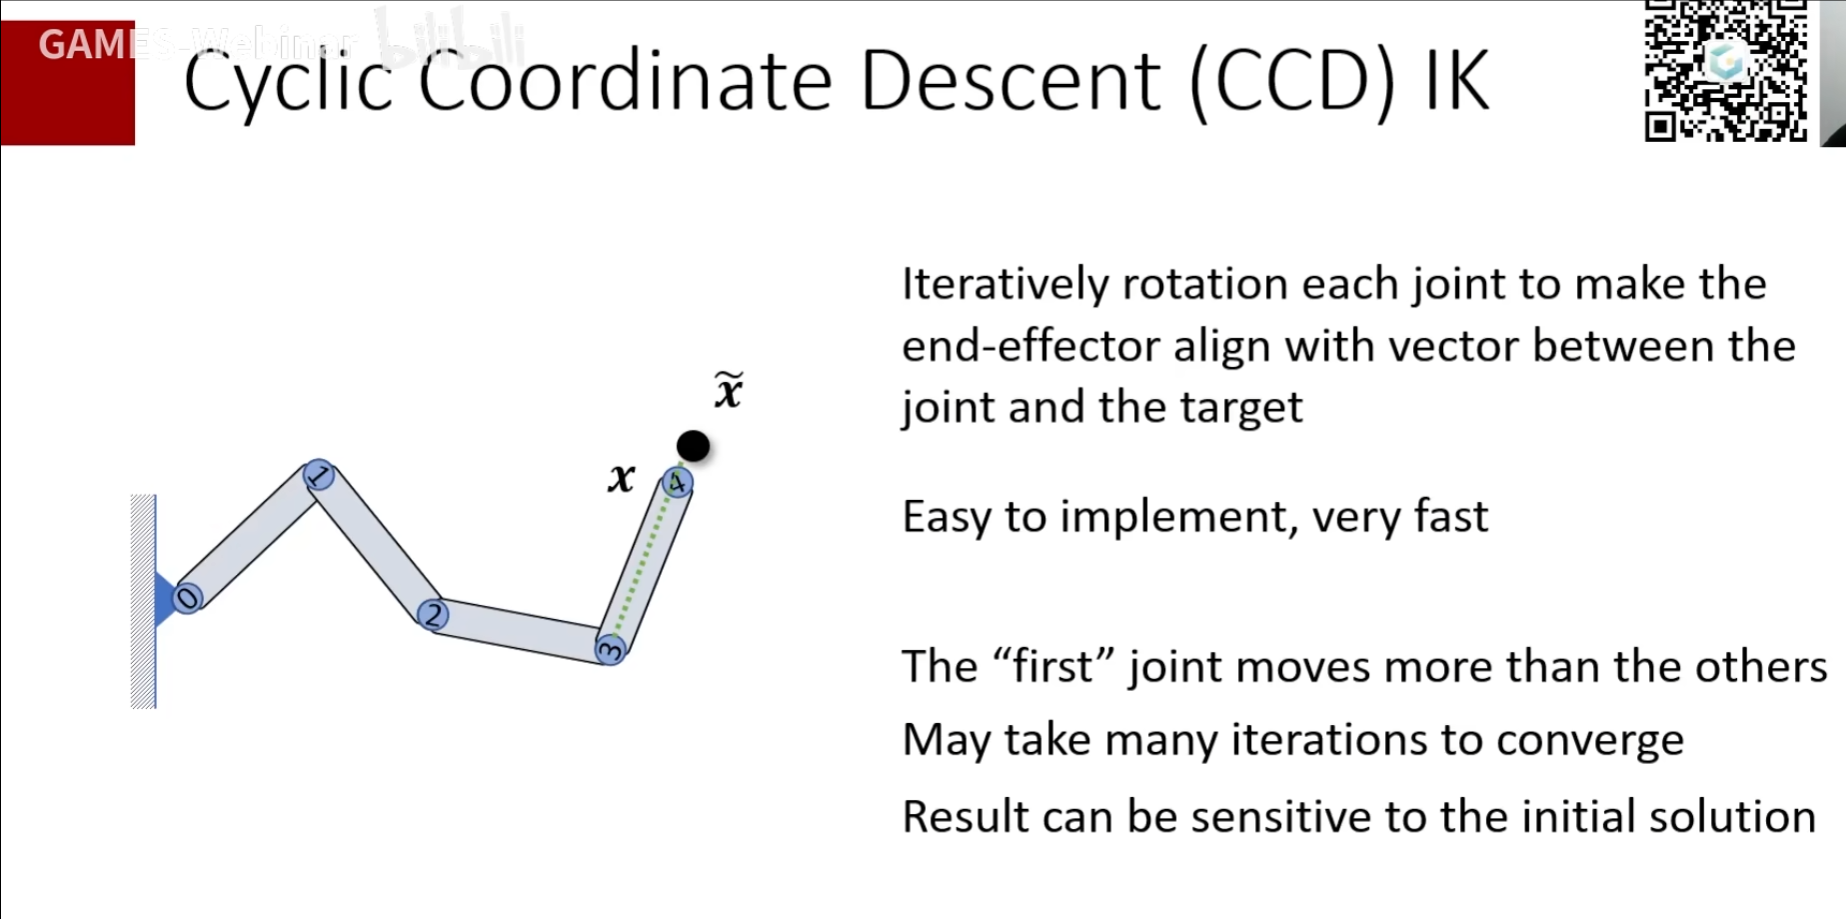 GAMES-Webinar bilibili
Cyclic Coordinate Descent (CCD) IK
Iteratively rotation each joint to make the
end-effector align with vector between the
joint and the target
x̃
x
0
1
2
3
4
Easy to implement, very fast
The “first” joint moves more than the others
May take many iterations to converge
Result can be sensitive to the initial solution